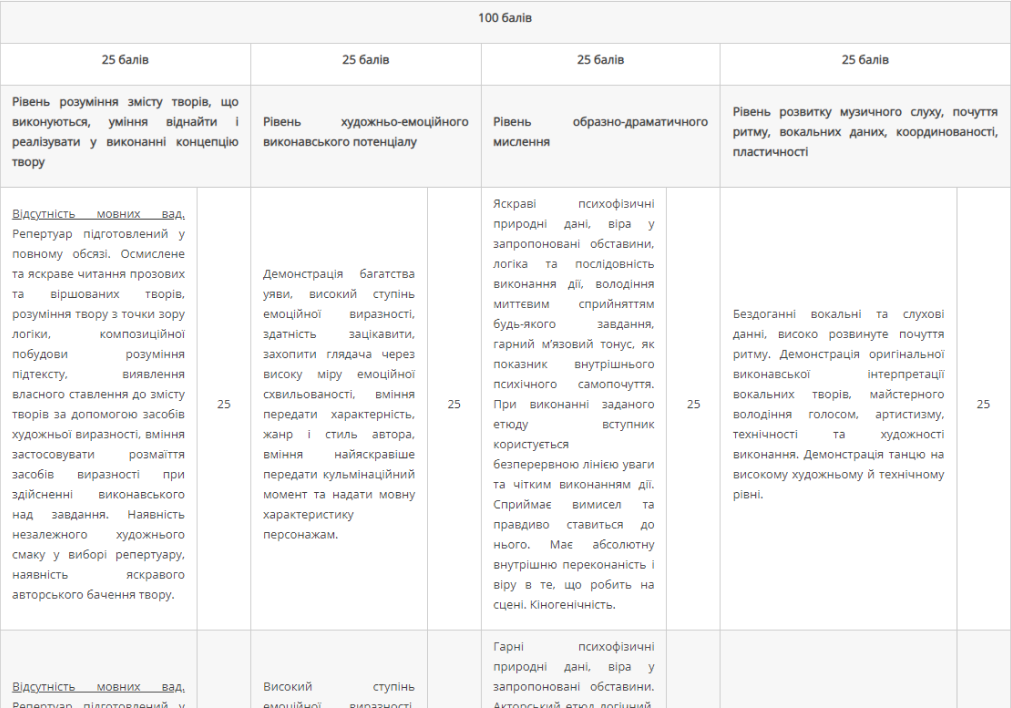 100 балів
25 балів
25 балів
25 балів
25 балів
Рівень розуміння змісту творів, що
виконуються, уміння віднайти і
реалізувати у виконанні концепцію
твору
Рівень художньо-емоційного
виконавського потенціалу
Рівень образно-драматичного
мислення
Рівень розвитку музичного слуху, почуття
ритму, вокальних даних, координованості,
пластичності
Відсутність мовних вад.
Репертуар підготовлений у
повному обсязі. Осмислене
та яскраве читання прозових
та віршованих творів,
розуміння твору з точки зору
логіки, композиційної
побудови розуміння
підтексту, виявлення
власного ставлення до змісту
творів за допомогою засобів
художньої виразності, вміння
застосовувати розмаїття
засобів виразності при
здійсненні виконавського
над завдання. Наявність
незалежного художнього
смаку у виборі репертуару,
наявність яскравого
авторського бачення твору.
25
Демонстрація багатства
уяви, високий ступінь
емоційної виразності,
здатність зацікавити,
захопити глядача через
високу міру емоційної
схвильованості, вміння
передати характерність,
жанр і стиль автора,
вміння найяскравіше
передати кульмінаційний
момент та надати мовну
характеристику
персонажам.
25
Яскраві психофізичні
природні дані, віра у
запропоновані обставини,
логіка та послідовність
виконання дії, володіння
миттєвим сприйняттям
будь-якого завдання,
гарний м’язовий тонус, як
показник внутрішнього
психічного самопочуття.
При виконанні заданого
етюду вступник
користується
безперервною лінією уваги
та чітким виконанням дії.
Сприймає вимисел та
правдиво ставиться до
нього. Має абсолютну
внутрішню переконаність і
віру в те, що робить на
сцені. Кіногенічність.
25
Бездоганні вокальні та слухові
данні, високо розвинуте почуття
ритму. Демонстрація оригінальної
виконавської інтерпретації
вокальних творів, майстерного
володіння голосом, артистизму,
технічності та художності
виконання. Демонстрація танцю на
високому художньому й технічному
рівні.
25
Відсутність мовних вад.
Репертуар підготовлений у
Високий ступінь
емоційної виразності,
Гарні психофізичні
природні дані, віра у
запропоновані обставини.
Акторський етюд логічний,